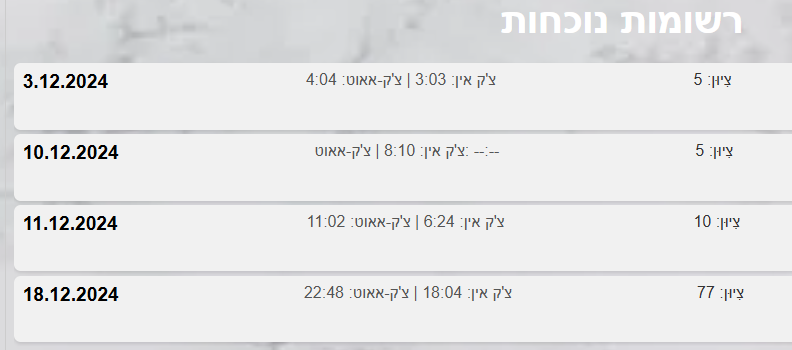 רשומות נוכחות
ציון: 5
צ'ק אין: 3:03 | צ'ק-אאוט: 4:04
3.12.2024
ציון: 5
צ'ק אין: 8:10 | צ'ק-אאוט: --:--
10.12.2024
ציון: 10
צ'ק אין: 6:24 | צ'ק-אאוט: 11:02
11.12.2024
ציון: 77
צ'ק אין: 18:04 | צ'ק-אאוט: 22:48
18.12.2024